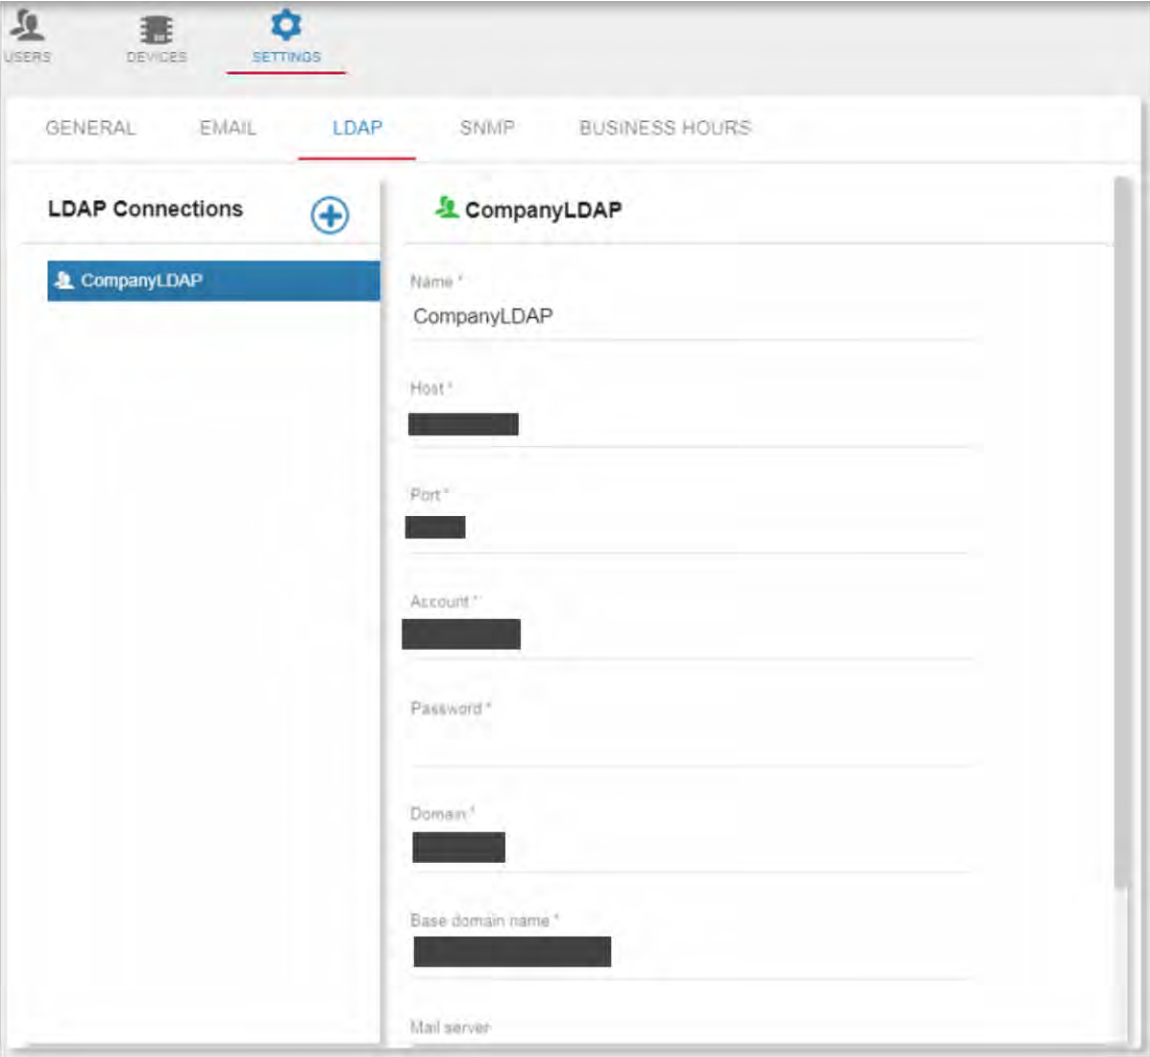 USERS DEVICES SETTINGS
GENERAL EMAIL LDAP SNMP BUSINESS HOURS
LDAP Connections
CompanyLDAP
CompanyLDAP
Name *
CompanyLDAP
Host *
Port *
Account *
Password *
Domain *
Base domain name *
Mail server